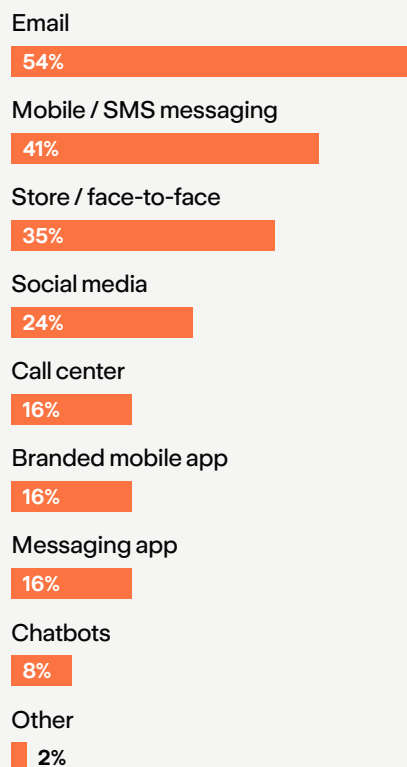 Email
54%
Mobile / SMS messaging
41%
Store / face-to-face
35%
Social media
24%
Call center
16%
Branded mobile app
16%
Messaging app
16%
Chatbots
8%
Other
2%